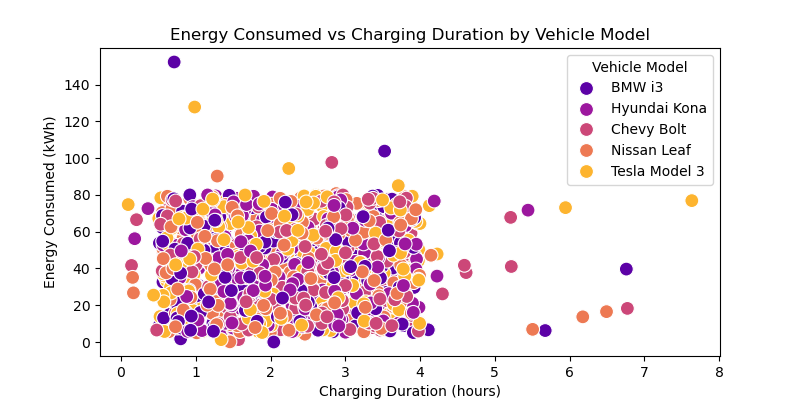 Energy Consumed vs Charging Duration by Vehicle Model
Vehicle Model
BMW i3
Hyundai Kona
Chevy Bolt
Nissan Leaf
Tesla Model 3
Energy Consumed (kWh)
140
120
100
80
60
40
20
0
0 1 2 3 4 5 6 7 8
Charging Duration (hours)